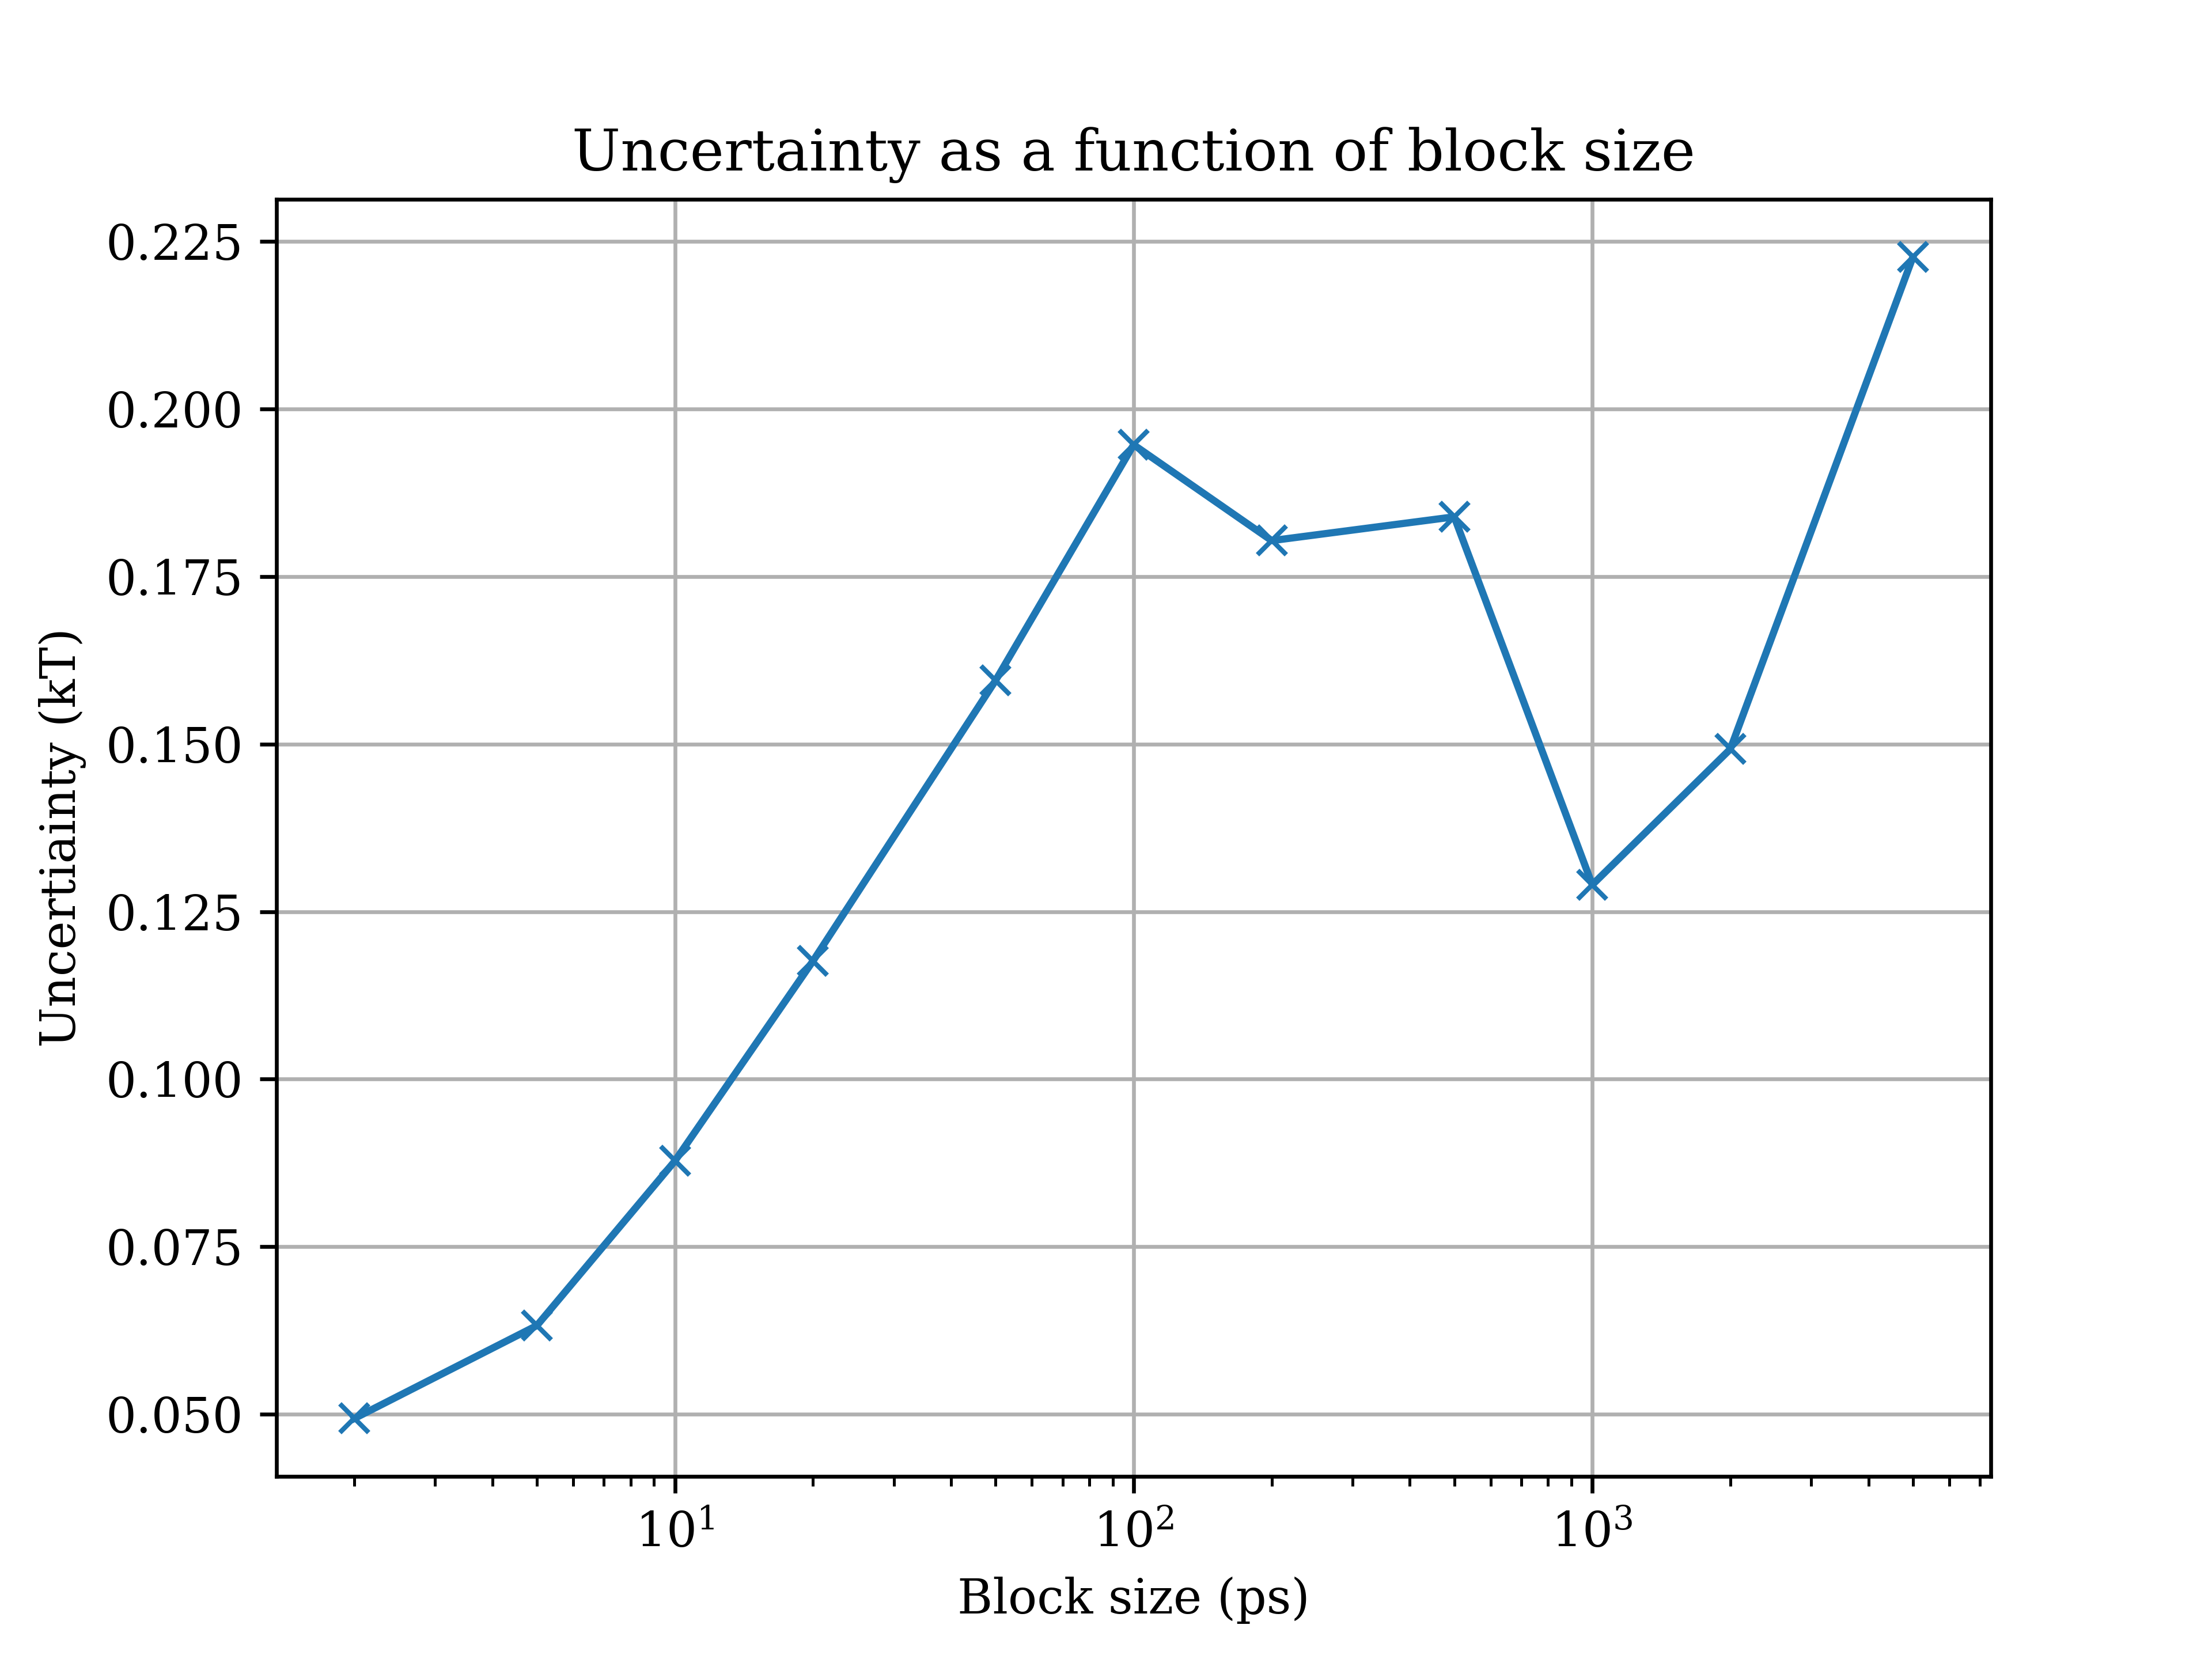 Uncertainty as a function of block size
0.225
0.200
0.175
0.150
0.125
0.100
0.075
0.050
Uncertiainty (kT)
10¹ 10² 10³
Block size (ps)